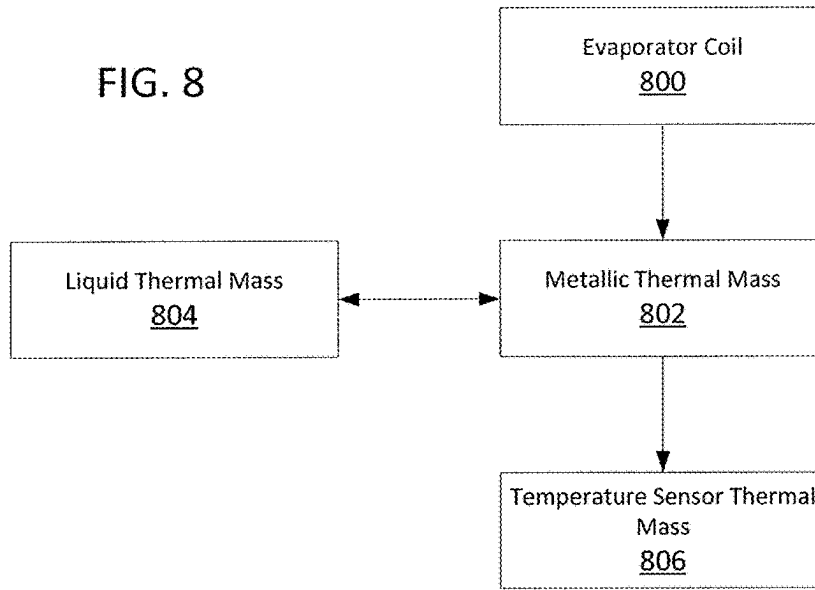 FIG. 8
Evaporator Coil
800
Liquid Thermal Mass
804
Metallic Thermal Mass
802
Temperature Sensor Thermal
Mass
806